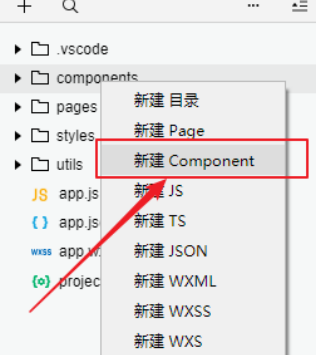 .vscode
components
新建 目录
pages
新建 Page
styles
新建 Component
utils
JS app.js
新建 JS
{ } app.js
新建 TS
WXSS app.w
新建 JSON
{o} projec
新建 WXML
新建 WXSS
新建 WXS